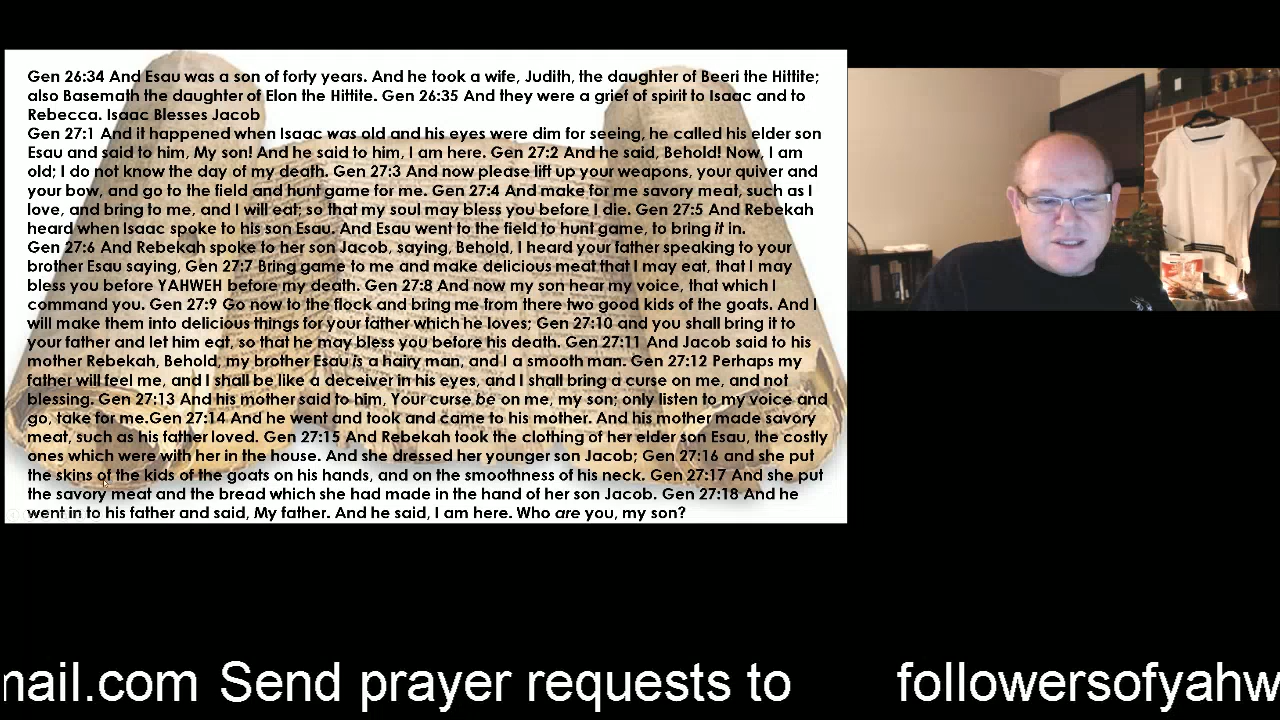 Gen 26:34 And Esau was a son of forty years. And he took a wife, Judith, the daughter of Beeri the Hittite;
also Basemath the daughter of Elon the Hittite. Gen 26:35 And they were a grief of spirit to Isaac and to
Rebecca. Isaac Blesses Jacob
Gen 27:1 And it happened when Isaac was old and his eyes were dim for seeing, he called his elder son
Esau and said to him, My son! And he said to him, I am here. Gen 27:2 And he said, Behold! Now, I am
old; I do not know the day of my death. Gen 27:3 And now please lift up your weapons, your quiver and
your bow, and go to the field and hunt game for me. Gen 27:4 And make for me savory meat, such as I
love, and bring to me, and I will eat; so that my soul may bless you before I die. Gen 27:5 And Rebekah
heard when Isaac spoke to his son Esau. And Esau went to the field to hunt game, to bring it in.
Gen 27:6 And Rebekah spoke to her son Jacob, saying, Behold, I heard your father speaking to your
brother Esau saying, Gen 27:7 Bring game to me and make delicious meat that I may eat, that I may
bless you before YAHWEH before my death. Gen 27:8 And now my son hear my voice, that which I
command you. Gen 27:9 Go now to the flock and bring me from there two good kids of the goats. And I
will make them into delicious things for your father which he loves; Gen 27:10 and you shall bring it to
your father and let him eat, so that he may bless you before his death. Gen 27:11 And Jacob said to his
mother Rebekah, Behold, my brother Esau is a hairy man, and I a smooth man. Gen 27:12 Perhaps my
father will feel me, and I shall be like a deceiver in his eyes, and I shall bring a curse on me, and not
blessing. Gen 27:13 And his mother said to him, Your curse be on me, my son; only listen to my voice and
go, take for me.Gen 27:14 And he went and took and came to his mother. And his mother made savory
meat, such as his father loved. Gen 27:15 And Rebekah took the clothing of her elder son Esau, the costly
ones which were with her in the house. And she dressed her younger son Jacob; Gen 27:16 and she put
the skins of the kids of the goats on his hands, and on the smoothness of his neck. Gen 27:17 And she put
the savory meat and the bread which she had made in the hand of her son Jacob. Gen 27:18 And he
went in to his father and said, My father. And he said, I am here. Who are you, my son?
mail.com Send prayer requests to followersofyahw